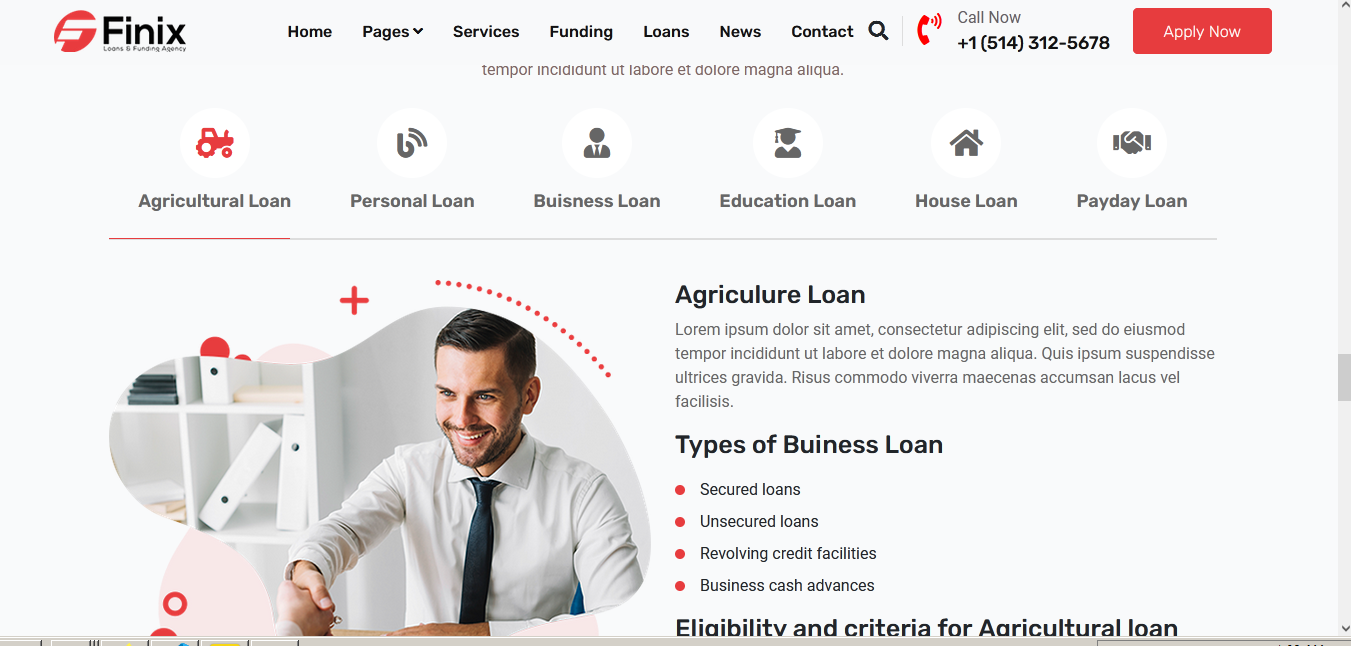 Finix
Loans & Funding Agency
Home Pages Services Funding Loans News Contact
Call Now
+1 (514) 312-5678
Apply Now
tempor incididunt ut labore et dolore magna aliqua.
Agricultural Loan Personal Loan Buisness Loan Education Loan House Loan Payday Loan
Agriculure Loan
Lorem ipsum dolor sit amet, consectetur adipiscing elit, sed do eiusmod
tempor incididunt ut labore et dolore magna aliqua. Quis ipsum suspendisse
ultrices gravida. Risus commodo viverra maecenas accumsan lacus vel
facilisis.
Types of Buiness Loan
Secured loans
Unsecured loans
Revolving credit facilities
Business cash advances
Eligibility and criteria for Agricultural loan